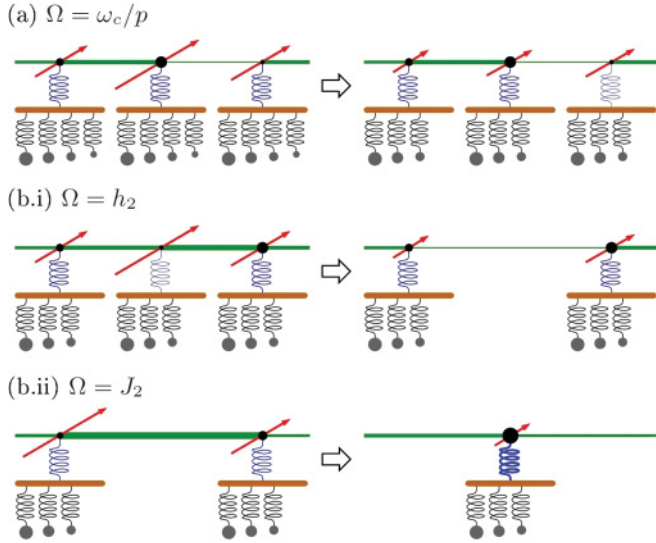 (a) Ω = ω_c/p
(b.i) Ω = h_2
(b.ii) Ω = J_2